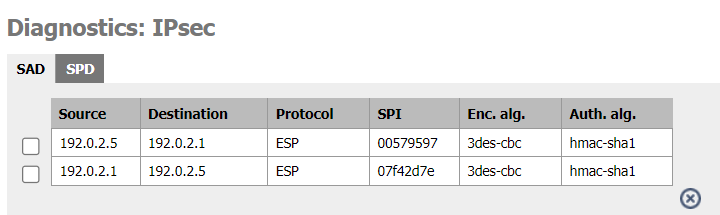 Diagnostics: IPsec
SAD SPD
Source Destination Protocol SPI Enc. alg. Auth. alg.
192.0.2.5 192.0.2.1 ESP 00579597 3des-cbc hmac-sha1
192.0.2.1 192.0.2.5 ESP 07f42d7e 3des-cbc hmac-sha1